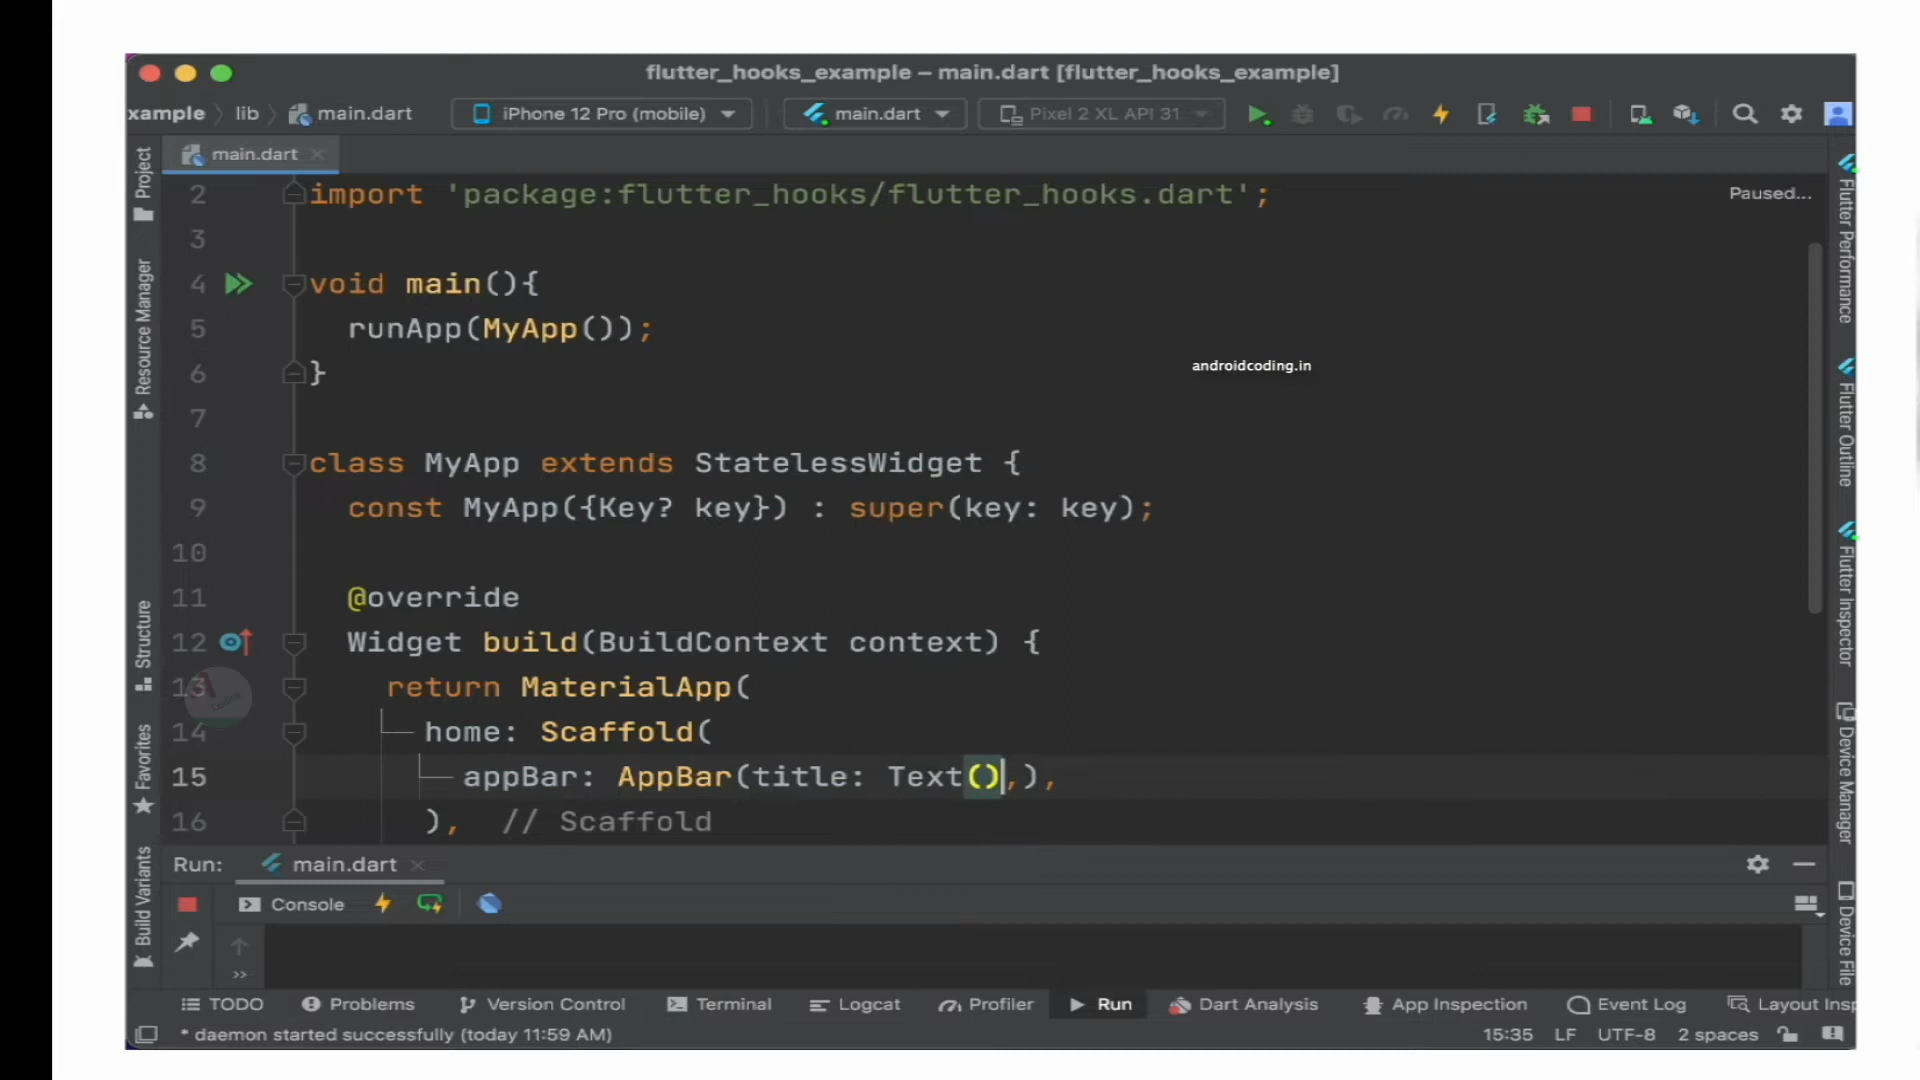 flutter_hooks_example – main.dart [flutter_hooks_example]
xample lib main.dart iPhone 12 Pro (mobile) main.dart Pixel 2 XL API 31
main.dart
2 import 'package:flutter_hooks/flutter_hooks.dart';
Paused...
3
4 void main(){
5 runApp(MyApp());
6 }
androidcoding.in
7
8 class MyApp extends StatelessWidget {
9 const MyApp({Key? key}) : super(key: key);
10
11 @override
12 Widget build(BuildContext context) {
13 return MaterialApp(
14 home: Scaffold(
15 appBar: AppBar(title: Text(),),
16 ), // Scaffold
Project
Resource Manager
Structure
Favorites
Build Variants
Flutter Performance
Flutter Outline
Flutter Inspector
Device Manager
Device File
Run: main.dart
Console
TODO Problems Version Control Terminal Logcat Profiler Run Dart Analysis App Inspection Event Log Layout Insp
* daemon started successfully (today 11:59 AM) 15:35 LF UTF-8 2 spaces